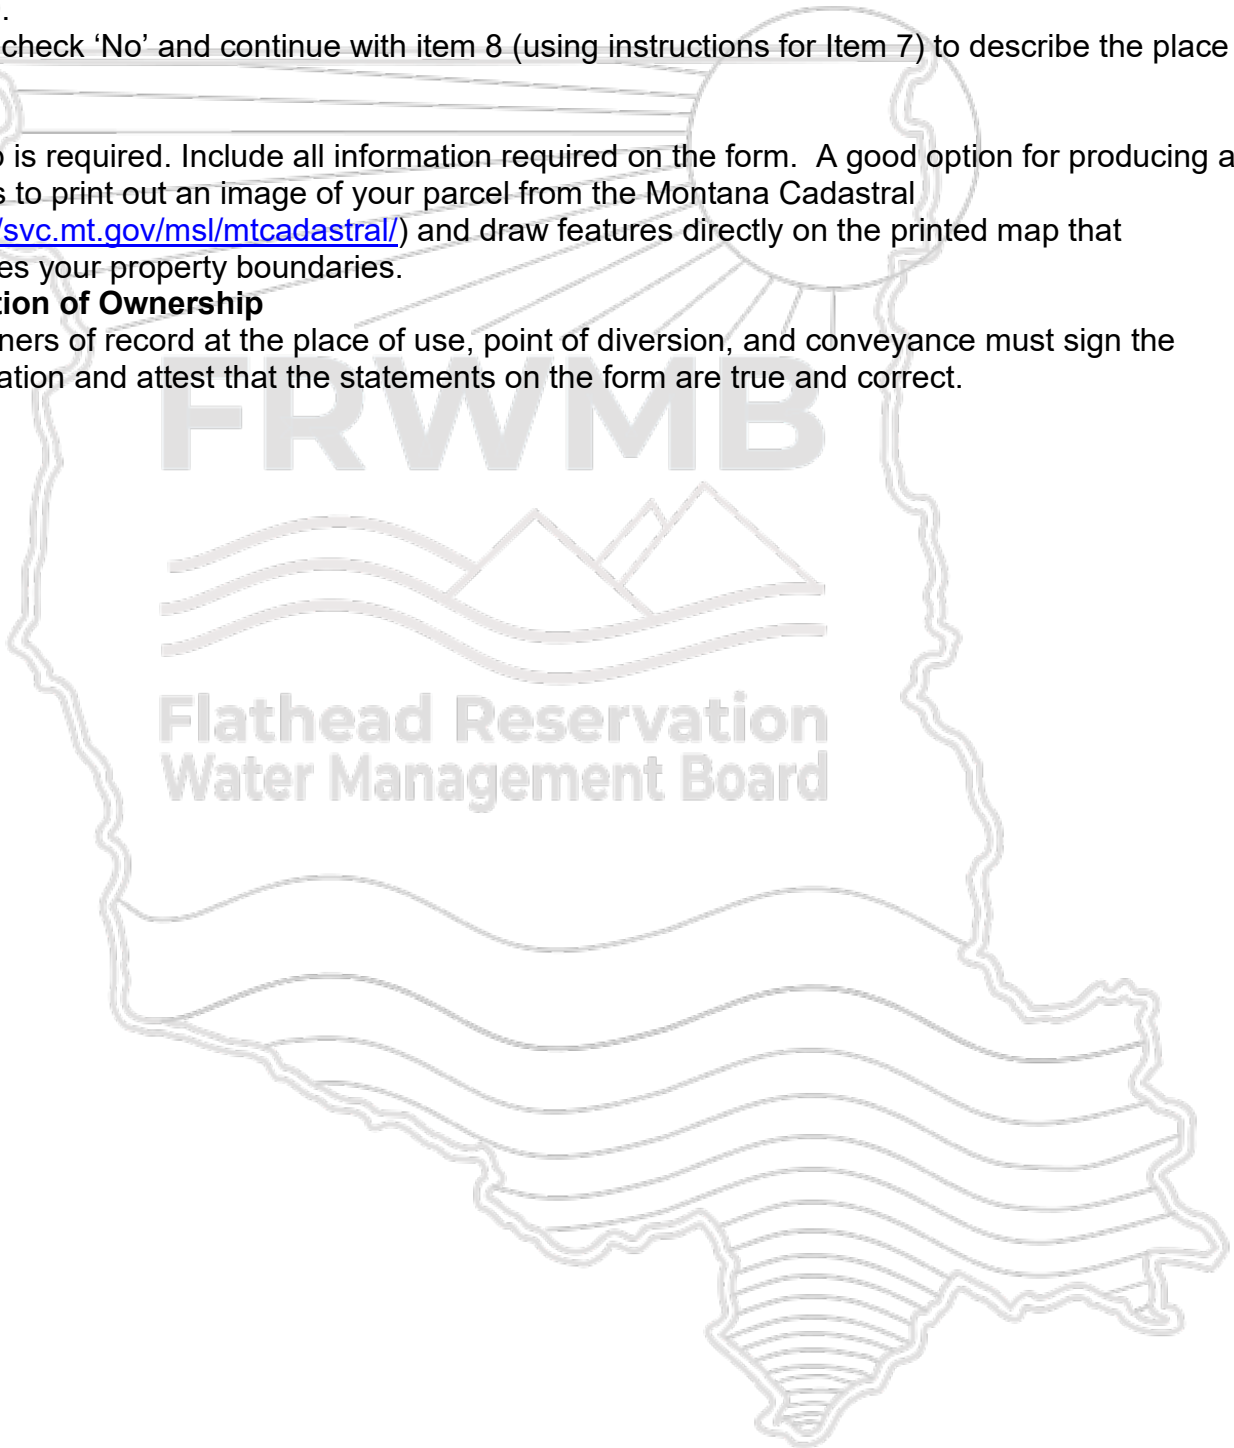 .
check ‘No’ and continue with item 8 (using instructions for Item 7) to describe the place
is required. Include all information required on the form.  A good option for producing a
s to print out an image of your parcel from the Montana Cadastral
/svc.mt.gov/msl/mtcadastral/) and draw features directly on the printed map that
es your property boundaries.
tion of Ownership
ners of record at the place of use, point of diversion, and conveyance must sign the
ation and attest that the statements on the form are true and correct.
FRWMB
Flathead Reservation
Water Management Board